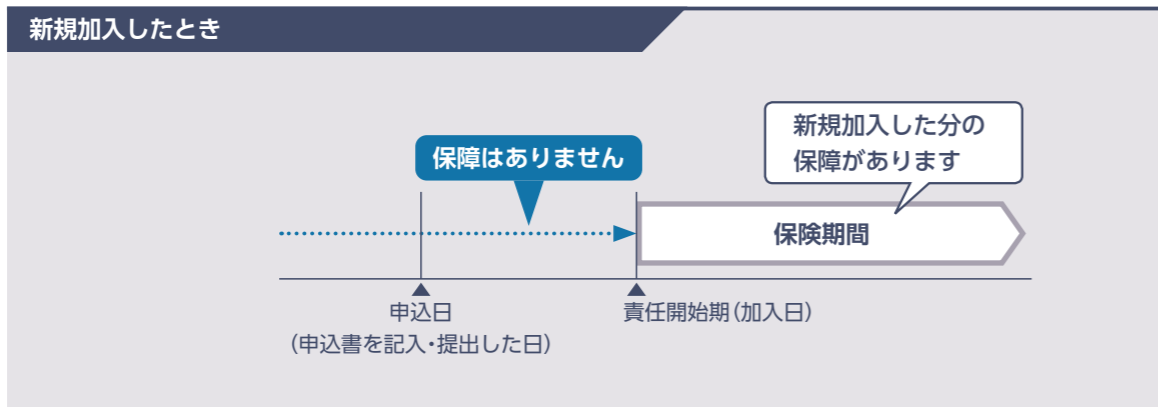 新規加入したとき
新規加入した分の
保障があります
保障はありません
保険期間
申込日
（申込書を記入・提出した日）
責任開始期（加入日）